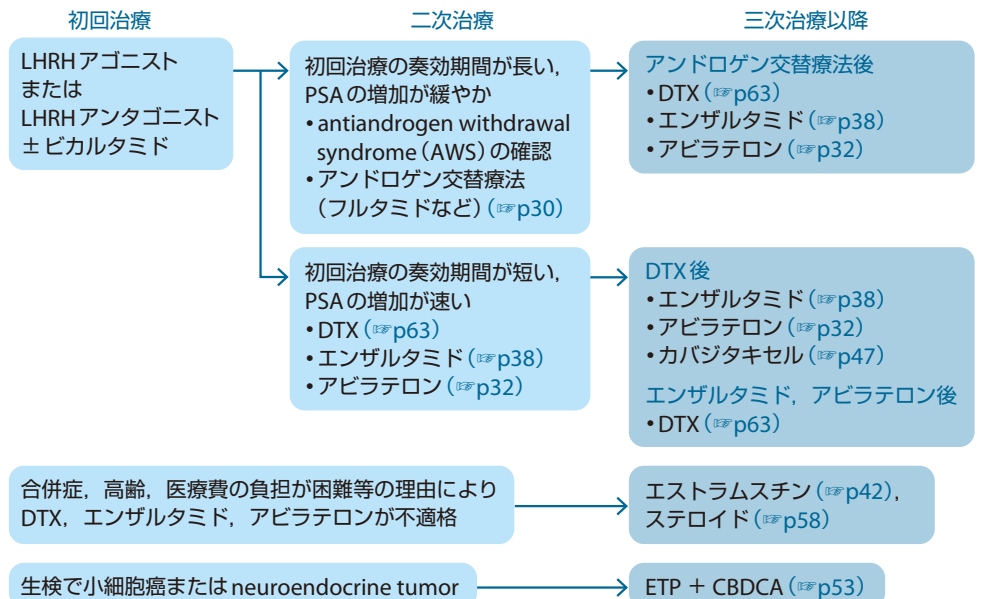 初回治療
二次治療
三次治療以降
LHRHアゴニスト
または
LHRHアンタゴニスト
±ビカルタミド
初回治療の奏効期間が長い,
PSAの増加が緩やか
•antiandrogen withdrawal
syndrome(AWS)の確認
•アンドロゲン交替療法
(フルタミドなど)(☞p30)
アンドロゲン交替療法後
•DTX(☞p63)
•エンザルタミド(☞p38)
•アビラテロン(☞p32)
初回治療の奏効期間が短い,
PSAの増加が速い
•DTX(☞p63)
•エンザルタミド(☞p38)
•アビラテロン(☞p32)
DTX後
•エンザルタミド(☞p38)
•アビラテロン(☞p32)
•カバジタキセル(☞p47)
エンザルタミド,アビラテロン後
•DTX(☞p63)
合併症,高齢,医療費の負担が困難等の理由により
DTX,エンザルタミド,アビラテロンが不適格
エストラムスチン(☞p42),
ステロイド(☞p58)
生検で小細胞癌またはneuroendocrine tumor
ETP + CBDCA(☞p53)